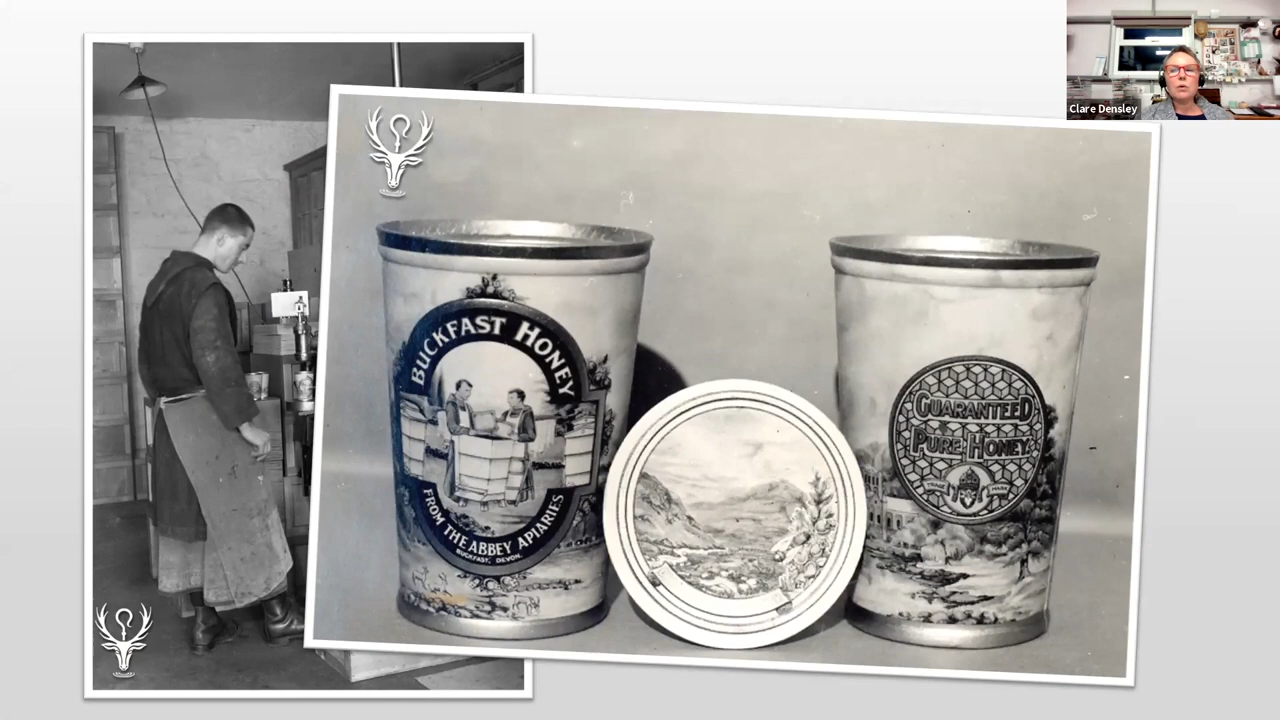 Clare Densley
BUCKFAST HONEY
FROM THE ABBEY APIARIES
BUCKFAST, DEVON.
GUARANTEED
PURE HONEY
TRADE MARK